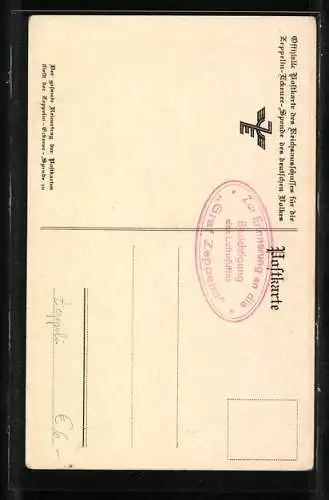 Offizielle Postkarte des Reichsausschusses für die
Zeppelin-Eckener-Spende des deutschen Volkes
Der gesamte Reinertrag der Postkarten
fließt der Zeppelin-Eckener-Spende zu
Postkarte
Zur Erinnerung an die
Besichtigung
des Luftschiffes
"Graf Zeppelin"
Zeppelin
€ 6,-